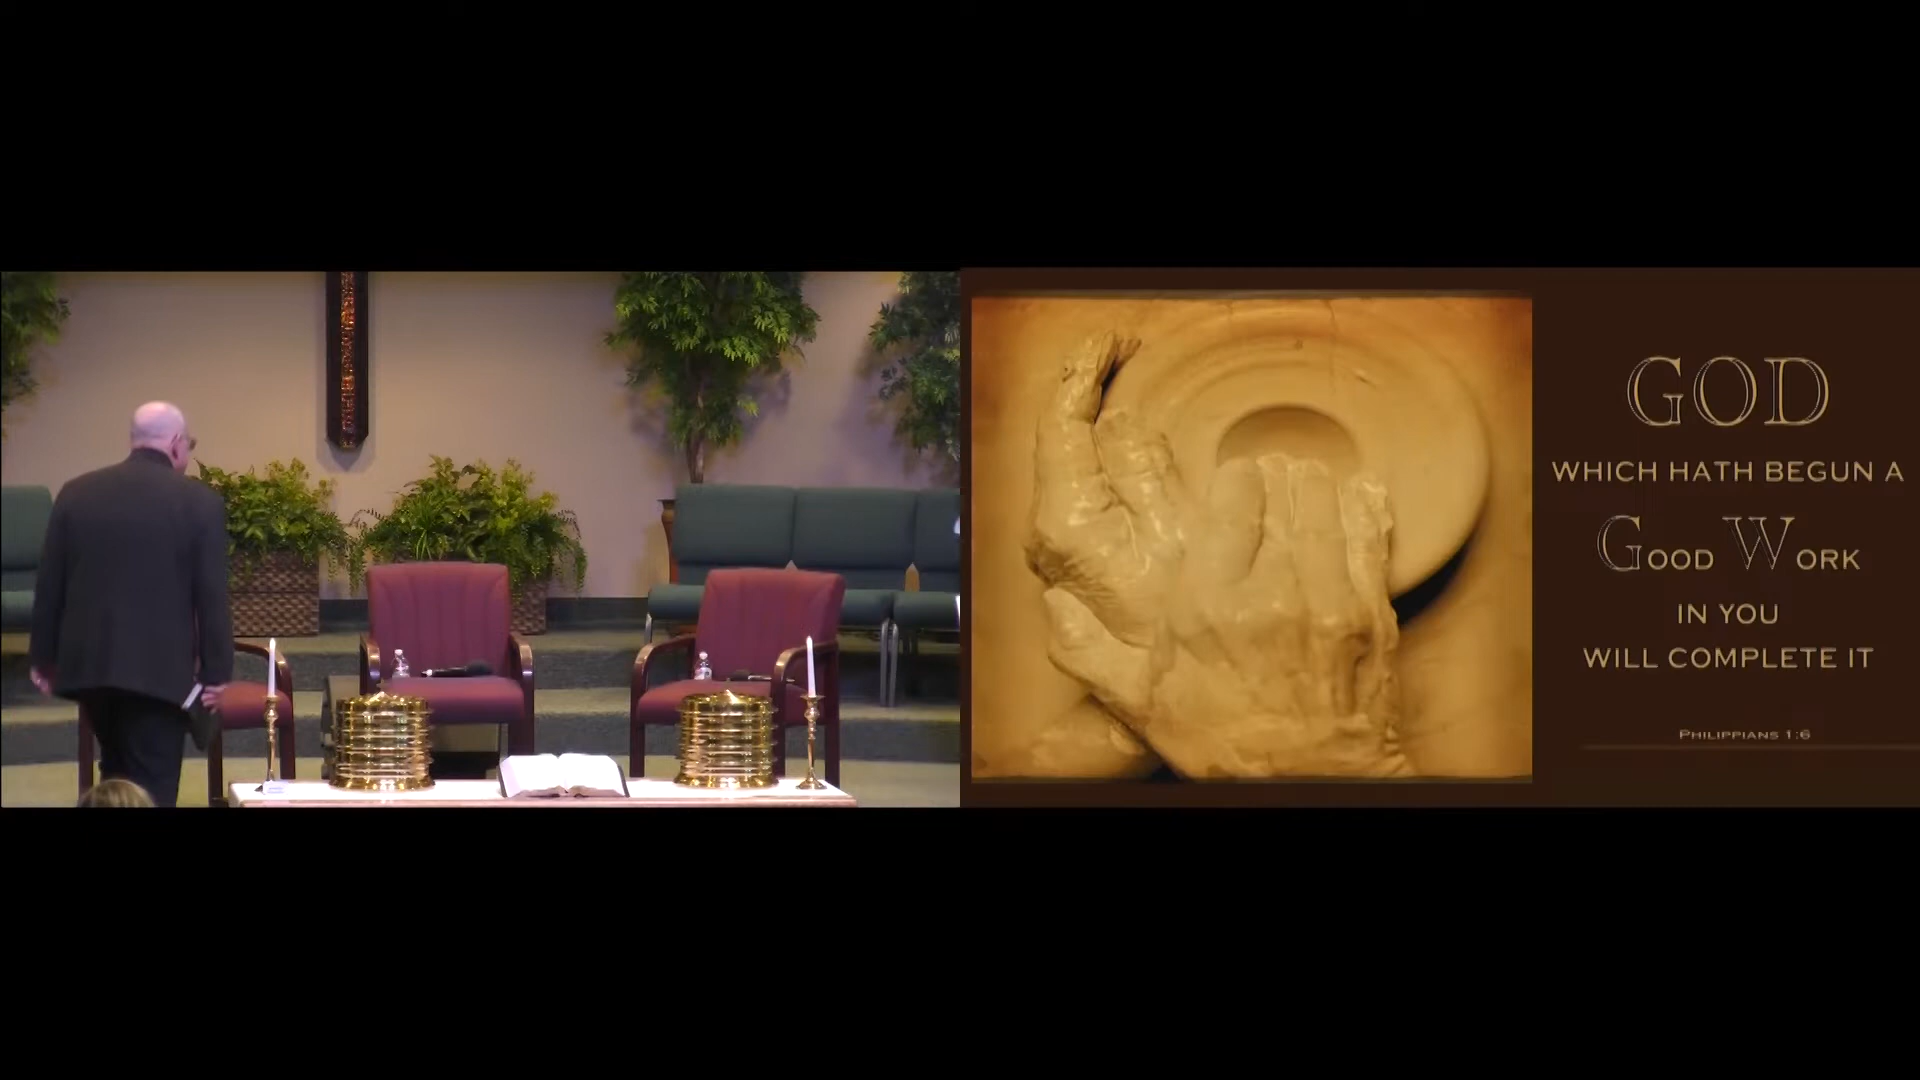 GOD
WHICH HATH BEGUN A
GOOD WORK
IN YOU
WILL COMPLETE IT
PHILIPPIANS 1:6